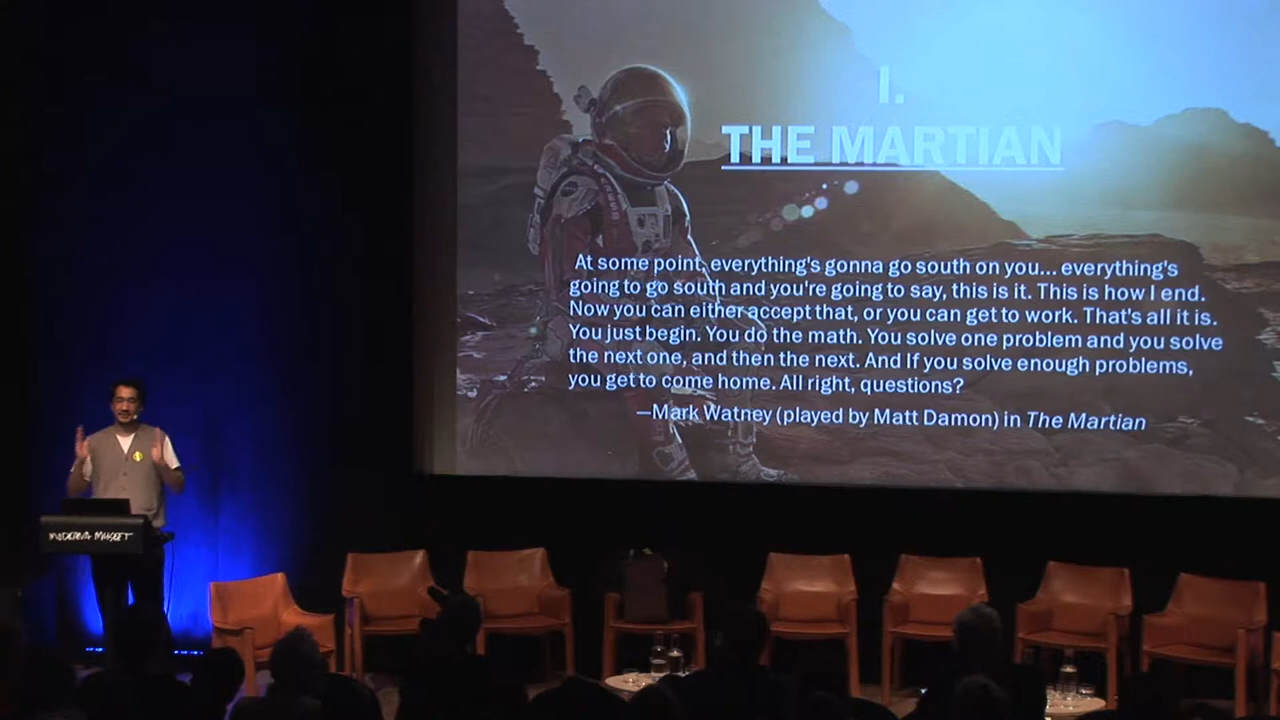 I.
THE MARTIAN
At some point, everything's gonna go south on you... everything's
going to go south and you're going to say, this is it. This is how I end.
Now you can either accept that, or you can get to work. That's all it is.
You just begin. You do the math. You solve one problem and you solve
the next one, and then the next. And If you solve enough problems,
you get to come home. All right, questions?
—Mark Watney (played by Matt Damon) in The Martian
MODERNA MUSEET